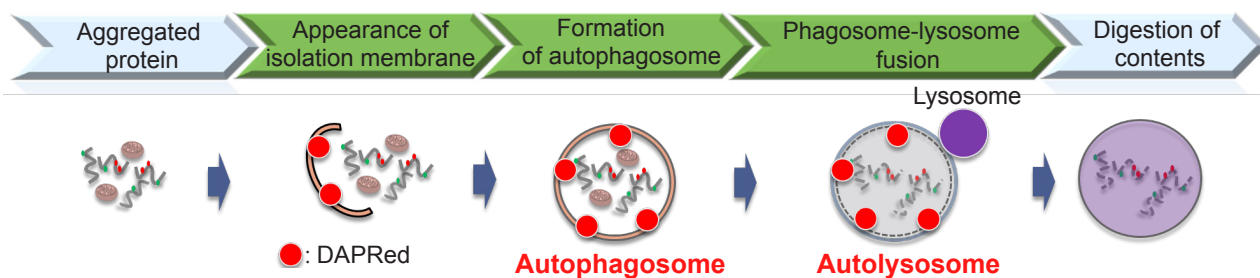 Aggregated
protein
Appearance of
isolation membrane
Formation
of autophagosome
Phagosome-lysosome
fusion
Digestion of
contents
Lysosome
: DAPRed
Autophagosome
Autolysosome